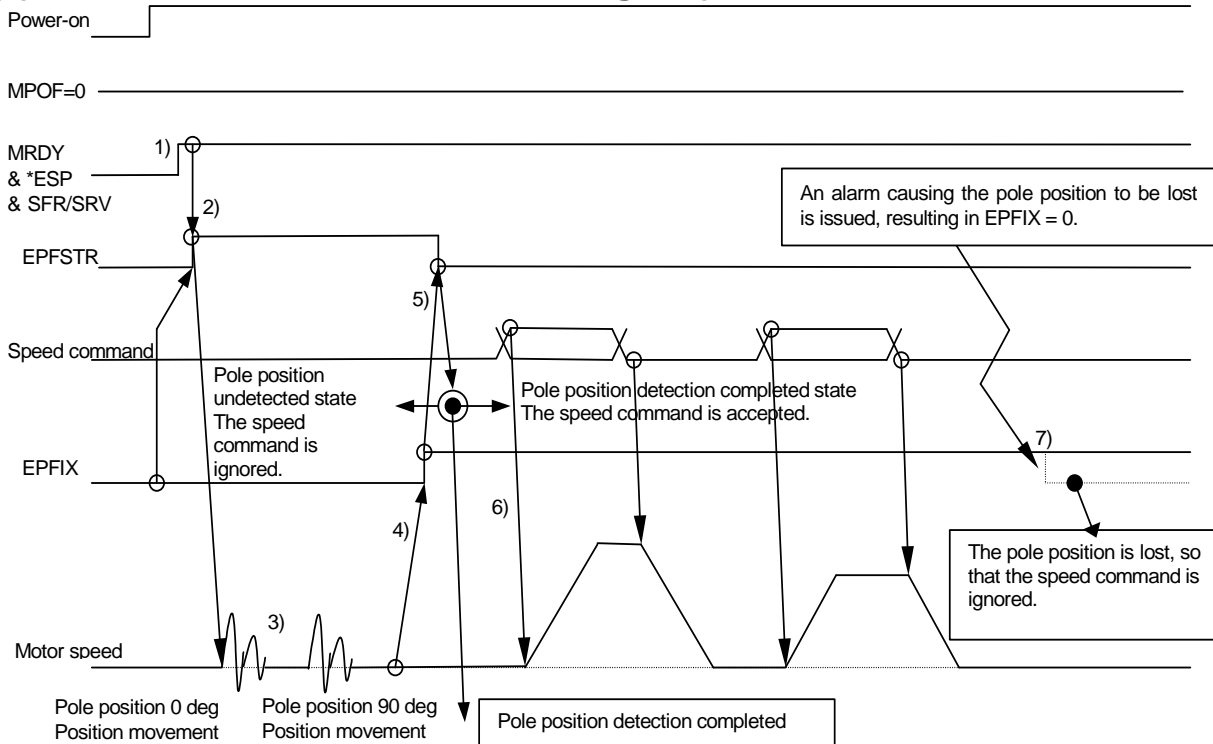 Power-on
MPOF=0
MRDY
& *ESP
& SFR/SRV
1)
2)
An alarm causing the pole position to be lost
is issued, resulting in EPFIX = 0.
EPFSTR
5)
Speed command
Pole position
undetected state
The speed
command is
ignored.
Pole position detection completed state
The speed command is accepted.
EPFIX
7)
4)
6)
The pole position is lost, so
that the speed command is
ignored.
3)
Motor speed
Pole position 0 deg
Position movement
Pole position 90 deg
Position movement
Pole position detection completed